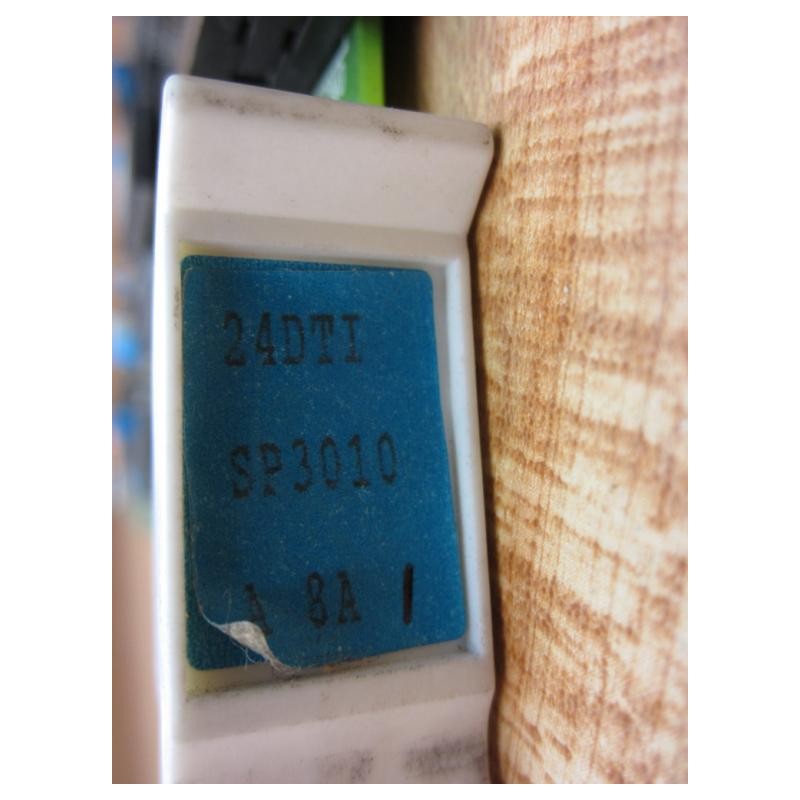 24DTI
SP3010
A 8A /